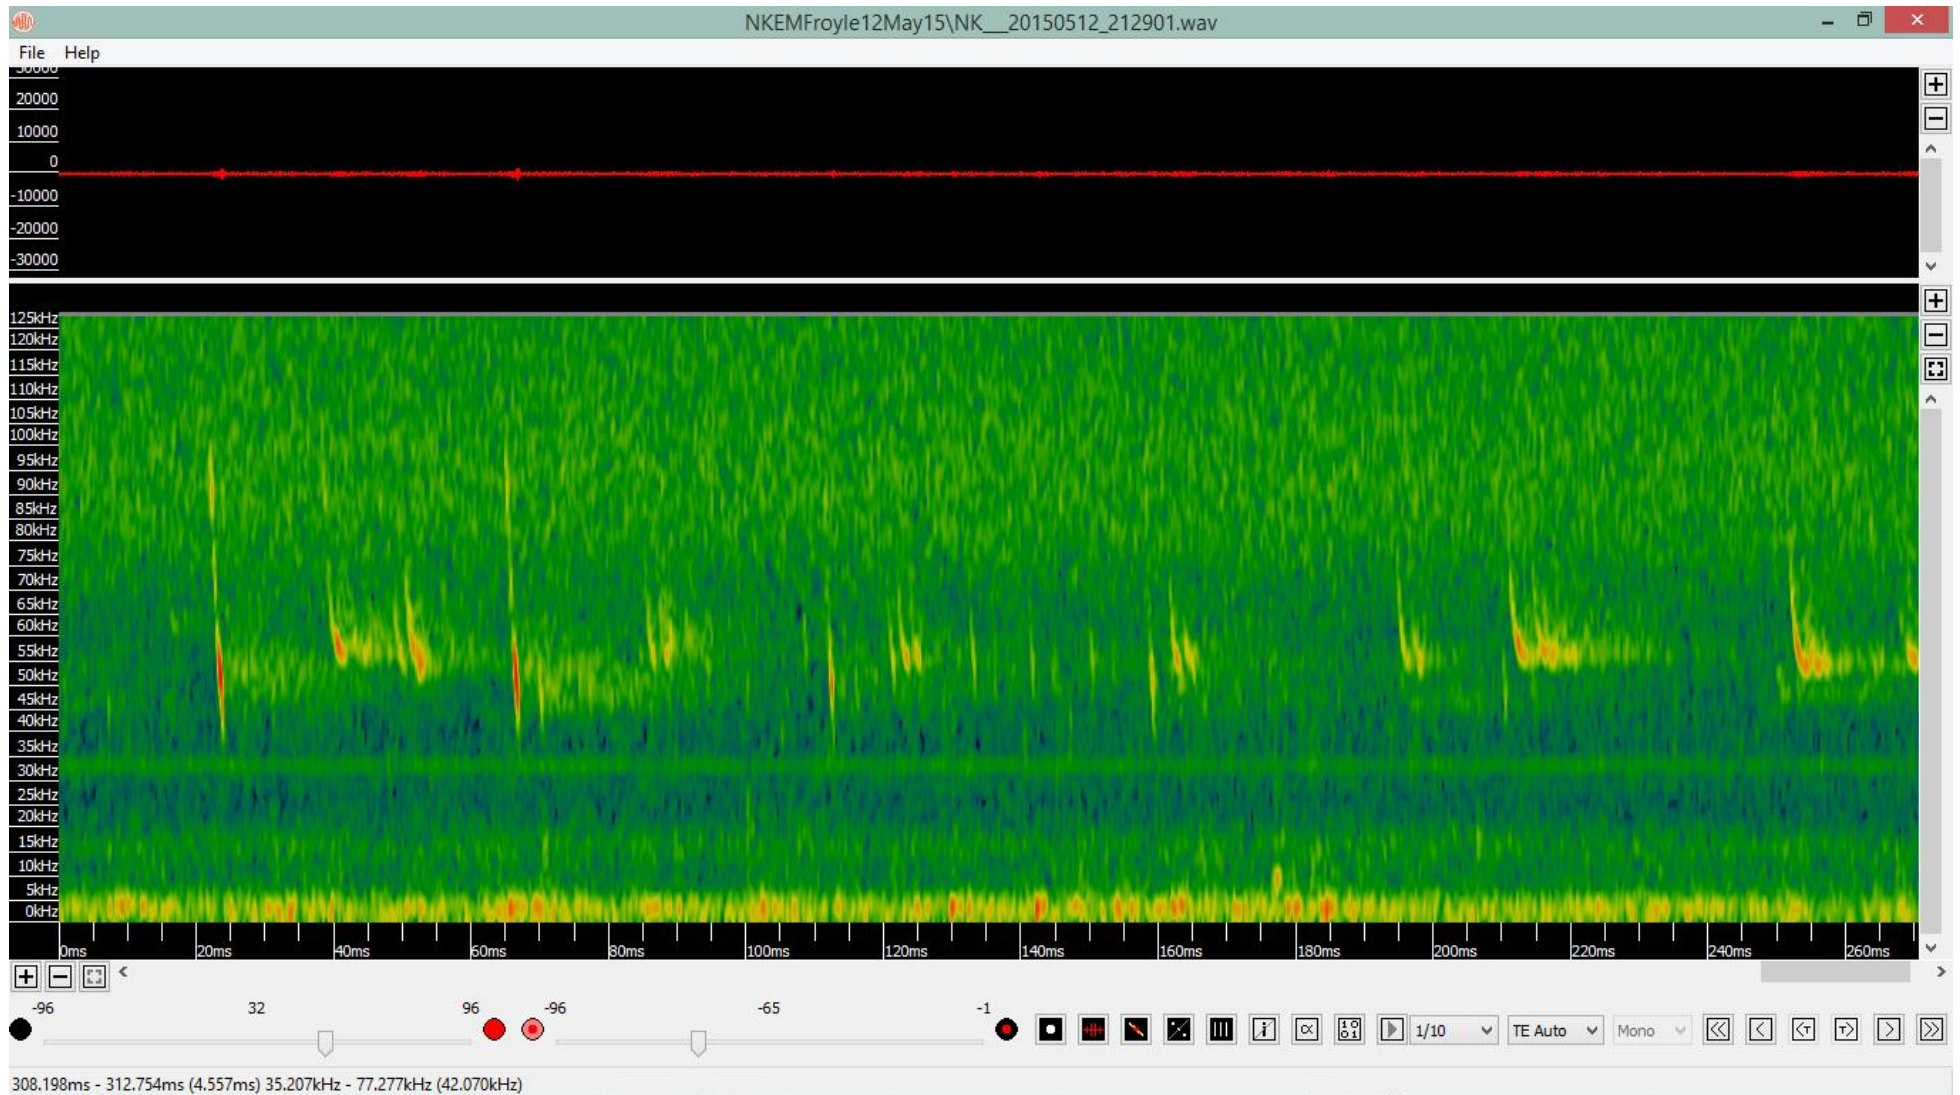 NKEMFroyle12May15\NK___20150512_212901.wav
File Help
30000
20000
10000
0
-10000
-20000
-30000
125kHz
120kHz
115kHz
110kHz
105kHz
100kHz
95kHz
90kHz
85kHz
80kHz
75kHz
70kHz
65kHz
60kHz
55kHz
50kHz
45kHz
40kHz
35kHz
30kHz
25kHz
20kHz
15kHz
10kHz
5kHz
0kHz
0ms 20ms 40ms 60ms 80ms 100ms 120ms 140ms 160ms 180ms 200ms 220ms 240ms 260ms
-96 32 96 -96 -65 -1
1/10 TE Auto Mono
308.198ms - 312.754ms (4.557ms) 35.207kHz - 77.277kHz (42.070kHz)